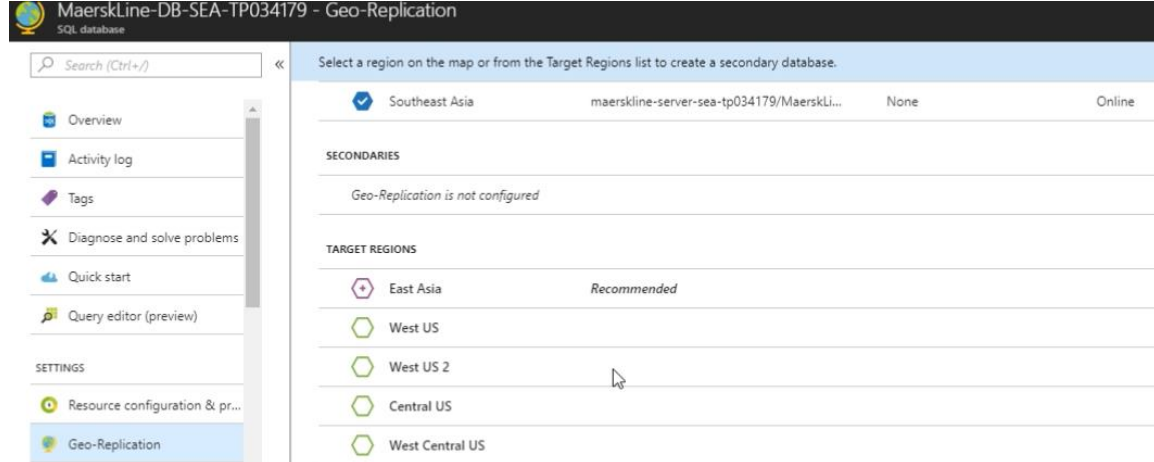 MaerskLine-DB-SEA-TP034179 - Geo-Replication
SQL database
Search (Ctrl+/)
«
Overview
Activity log
Tags
Diagnose and solve problems
Quick start
Query editor (preview)
SETTINGS
Resource configuration & pr...
Geo-Replication
Select a region on the map or from the Target Regions list to create a secondary database.
Southeast Asia maerskline-server-sea-tp034179/MaerskLi... None Online
SECONDARIES
Geo-Replication is not configured
TARGET REGIONS
East Asia Recommended
West US
West US 2
Central US
West Central US